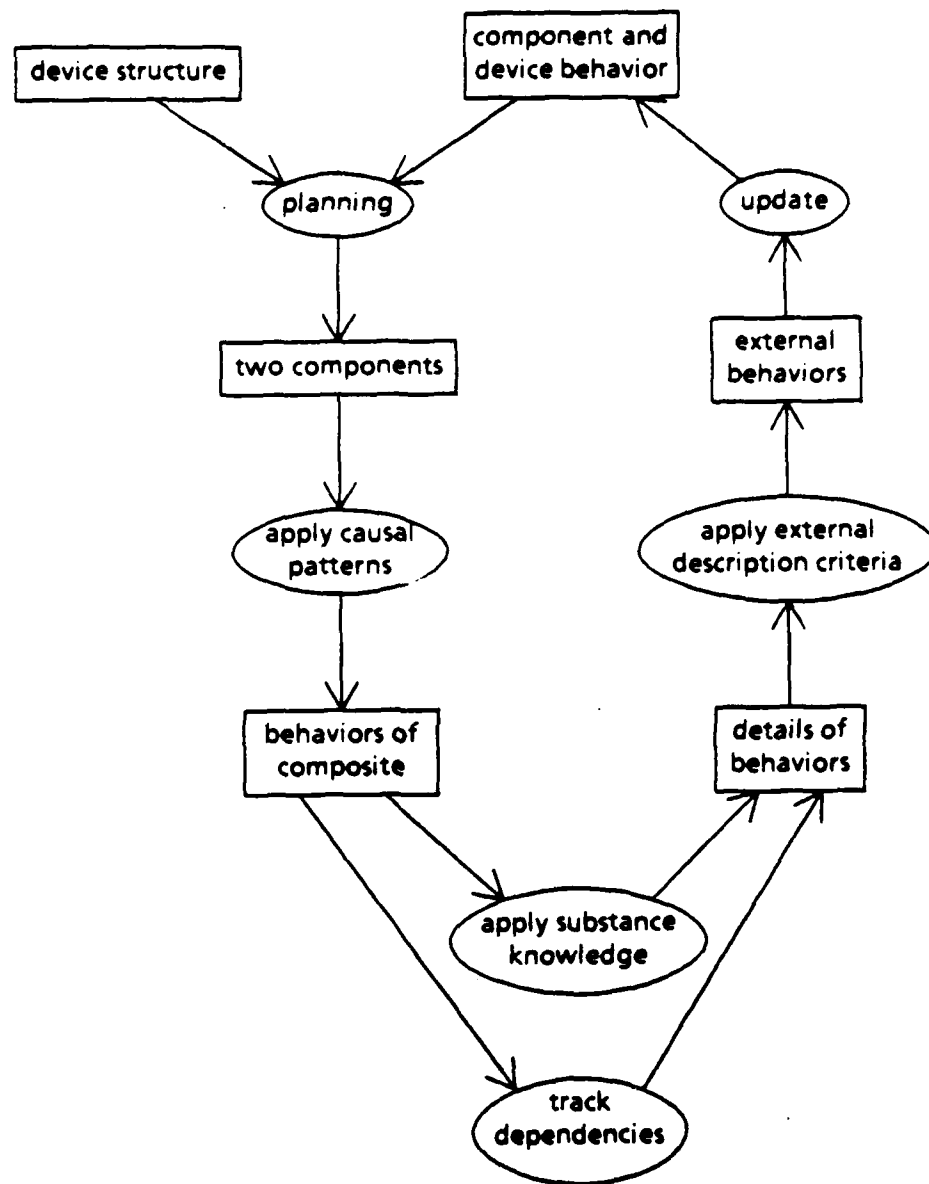 device structure
component and
device behavior
planning
update
two components
external
behaviors
apply causal
patterns
apply external
description criteria
behaviors of
composite
details of
behaviors
apply substance
knowledge
track
dependencies